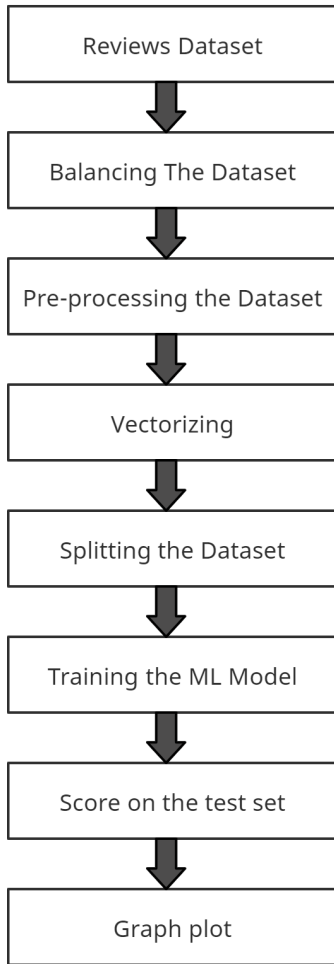 Reviews Dataset
Balancing The Dataset
Pre-processing the Dataset
Vectorizing
Splitting the Dataset
Training the ML Model
Score on the test set
Graph plot